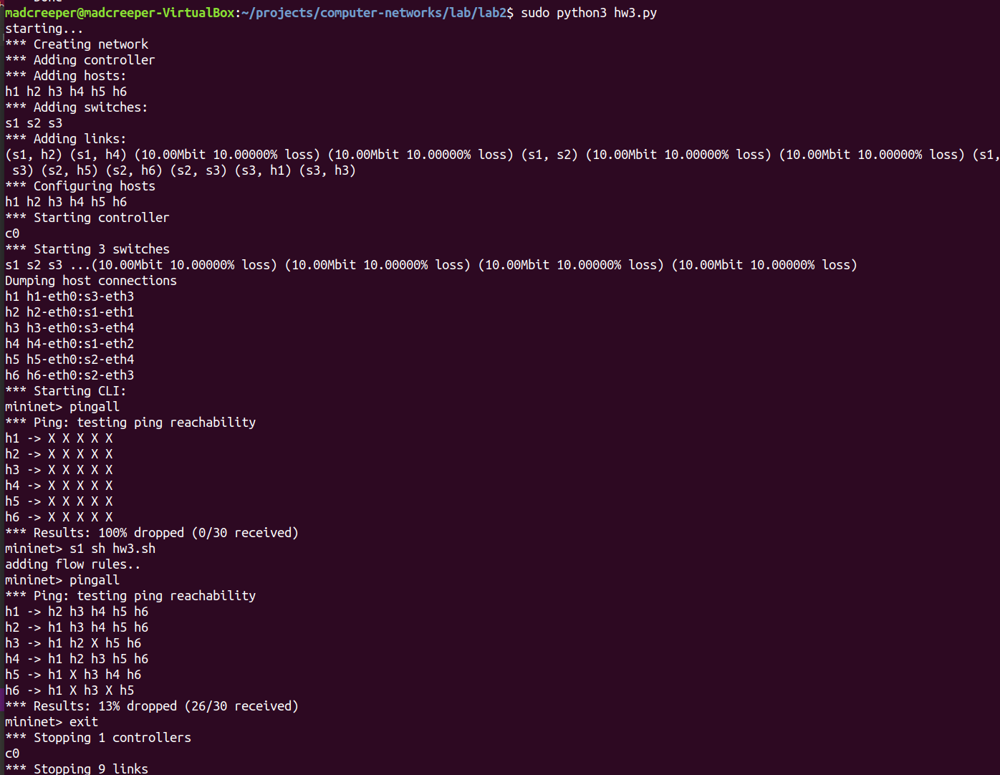 madcreeper@madcreeper-VirtualBox:~/projects/computer-networks/lab/lab2$ sudo python3 hw3.py
starting...
*** Creating network
*** Adding controller
*** Adding hosts:
h1 h2 h3 h4 h5 h6
*** Adding switches:
s1 s2 s3
*** Adding links:
(s1, h2) (s1, h4) (10.00Mbit 10.00000% loss) (10.00Mbit 10.00000% loss) (s1, s2) (10.00Mbit 10.00000% loss) (10.00Mbit 10.00000% loss) (s1,
 s3) (s2, h5) (s2, h6) (s2, s3) (s3, h1) (s3, h3)
*** Configuring hosts
h1 h2 h3 h4 h5 h6
*** Starting controller
c0
*** Starting 3 switches
s1 s2 s3 ...(10.00Mbit 10.00000% loss) (10.00Mbit 10.00000% loss) (10.00Mbit 10.00000% loss) (10.00Mbit 10.00000% loss)
Dumping host connections
h1 h1-eth0:s3-eth3
h2 h2-eth0:s1-eth1
h3 h3-eth0:s3-eth4
h4 h4-eth0:s1-eth2
h5 h5-eth0:s2-eth4
h6 h6-eth0:s2-eth3
*** Starting CLI:
mininet> pingall
*** Ping: testing ping reachability
h1 -> X X X X X
h2 -> X X X X X
h3 -> X X X X X
h4 -> X X X X X
h5 -> X X X X X
h6 -> X X X X X
*** Results: 100% dropped (0/30 received)
mininet> s1 sh hw3.sh
adding flow rules..
mininet> pingall
*** Ping: testing ping reachability
h1 -> h2 h3 h4 h5 h6
h2 -> h1 h3 h4 h5 h6
h3 -> h1 h2 X h5 h6
h4 -> h1 h2 h3 h5 h6
h5 -> h1 X h3 h4 h6
h6 -> h1 X h3 X h5
*** Results: 13% dropped (26/30 received)
mininet> exit
*** Stopping 1 controllers
c0
*** Stopping 9 links